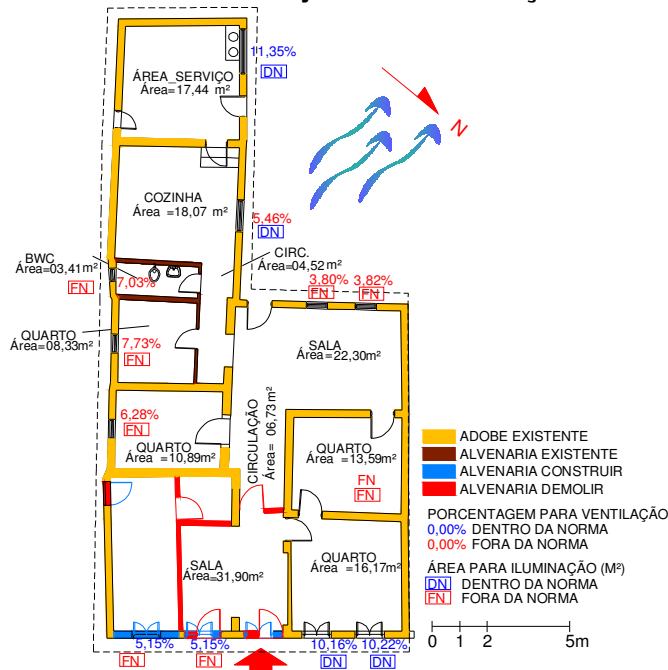 11,35%
DN
ÁREA_SERVIÇO
Área=17,44 m²
N
COZINHA
Área =18,07 m²
5,46%
DN
BWC
Área=03,41m²
FN
7,03%
CIRC.
Área=04,52m²
3,80%
FN
3,82%
FN
QUARTO
Área=08,33m²
7,73%
FN
SALA
Área=22,30m²
6,28%
FN
QUARTO
Área =10,89m²
CIRCULAÇÃO
Área= 06,73 m²
QUARTO
Área =13,59m²
FN
FN
SALA
Área=31,90m²
QUARTO
Área =16,17m²
5,15%
FN
5,15%
FN
10,16%
DN
10,22%
DN
ADOBE EXISTENTE
ALVENARIA EXISTENTE
ALVENARIA CONSTRUIR
ALVENARIA DEMOLIR
PORCENTAGEM PARA VENTILAÇÃO
0,00% DENTRO DA NORMA
0,00% FORA DA NORMA
ÁREA PARA ILUMINAÇÃO (M²)
DN DENTRO DA NORMA
FN FORA DA NORMA
0 1 2 5m